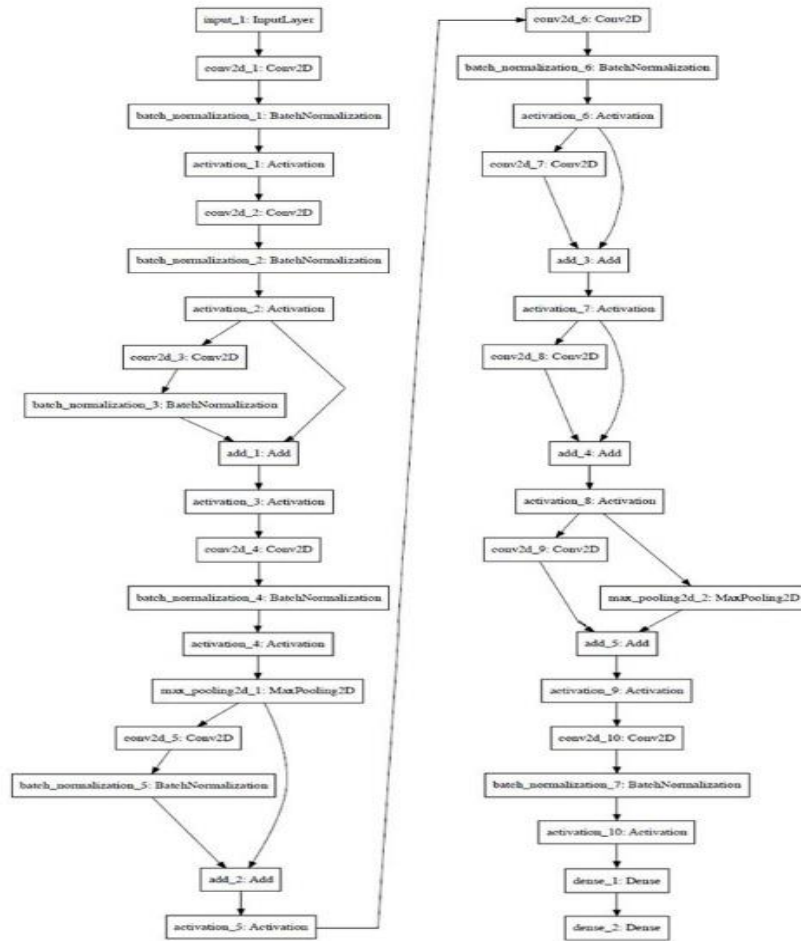 input_1: InputLayer
conv2d_1: Conv2D
batch_normalization_1: BatchNormalization
activation_1: Activation
conv2d_2: Conv2D
batch_normalization_2: BatchNormalization
activation_2: Activation
conv2d_3: Conv2D
batch_normalization_3: BatchNormalization
add_1: Add
activation_3: Activation
conv2d_4: Conv2D
batch_normalization_4: BatchNormalization
activation_4: Activation
max_pooling2d_1: MaxPooling2D
conv2d_5: Conv2D
batch_normalization_5: BatchNormalization
add_2: Add
activation_5: Activation
conv2d_6: Conv2D
batch_normalization_6: BatchNormalization
activation_6: Activation
conv2d_7: Conv2D
add_3: Add
activation_7: Activation
conv2d_8: Conv2D
add_4: Add
activation_8: Activation
conv2d_9: Conv2D
max_pooling2d_2: MaxPooling2D
add_5: Add
activation_9: Activation
conv2d_10: Conv2D
batch_normalization_7: BatchNormalization
activation_10: Activation
dense_1: Dense
dense_2: Dense